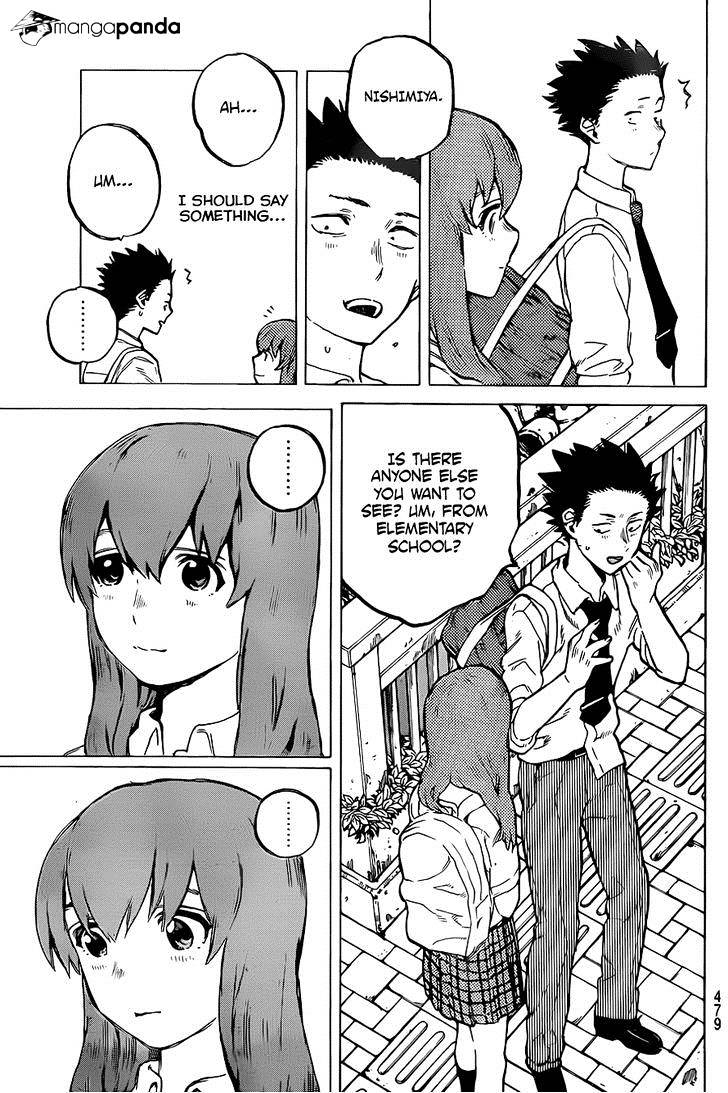 mangapanda
NISHIMIYA.
AH...
UM...
I SHOULD SAY
SOMETHING...
........
IS THERE
ANYONE ELSE
YOU WANT TO
SEE? UM, FROM
ELEMENTARY
SCHOOL?
........
........
479